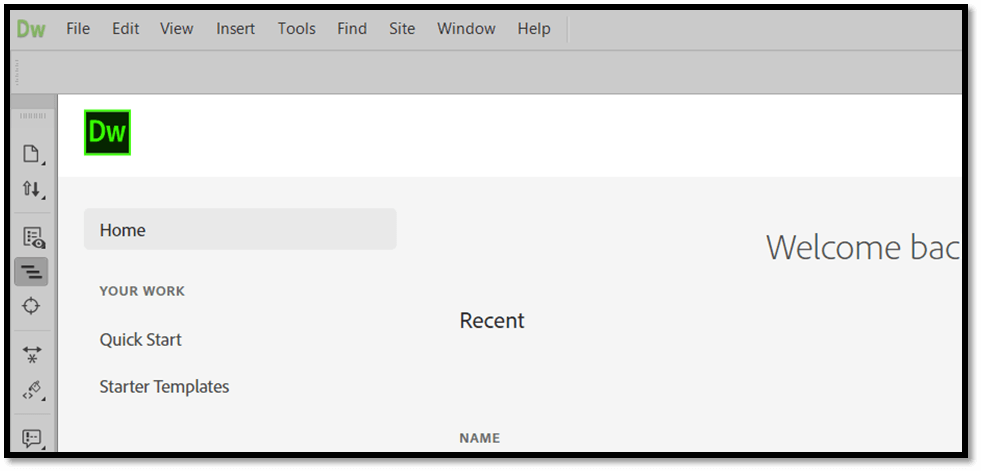 Dw File Edit View Insert Tools Find Site Window Help
Dw
Home
Welcome bac
YOUR WORK
Recent
Quick Start
Starter Templates
NAME